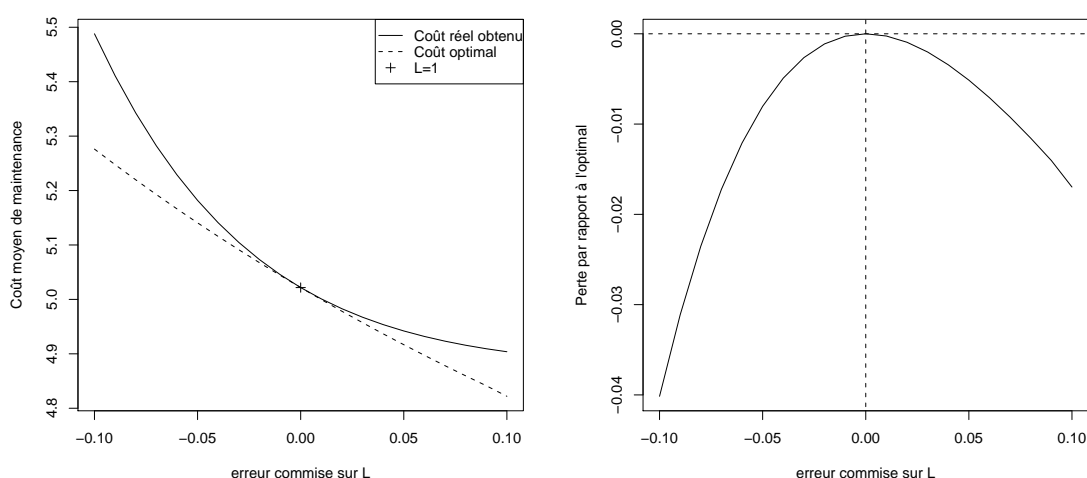 Coût moyen de maintenance
5.5
5.4
5.3
5.2
5.1
5.0
4.9
4.8
Coût réel obtenu
Coût optimal
L=1
−0.10 −0.05 0.00 0.05 0.10
erreur commise sur L
Perte par rapport à l'optimal
0.00
−0.01
−0.02
−0.03
−0.04
−0.10 −0.05 0.00 0.05 0.10
erreur commise sur L